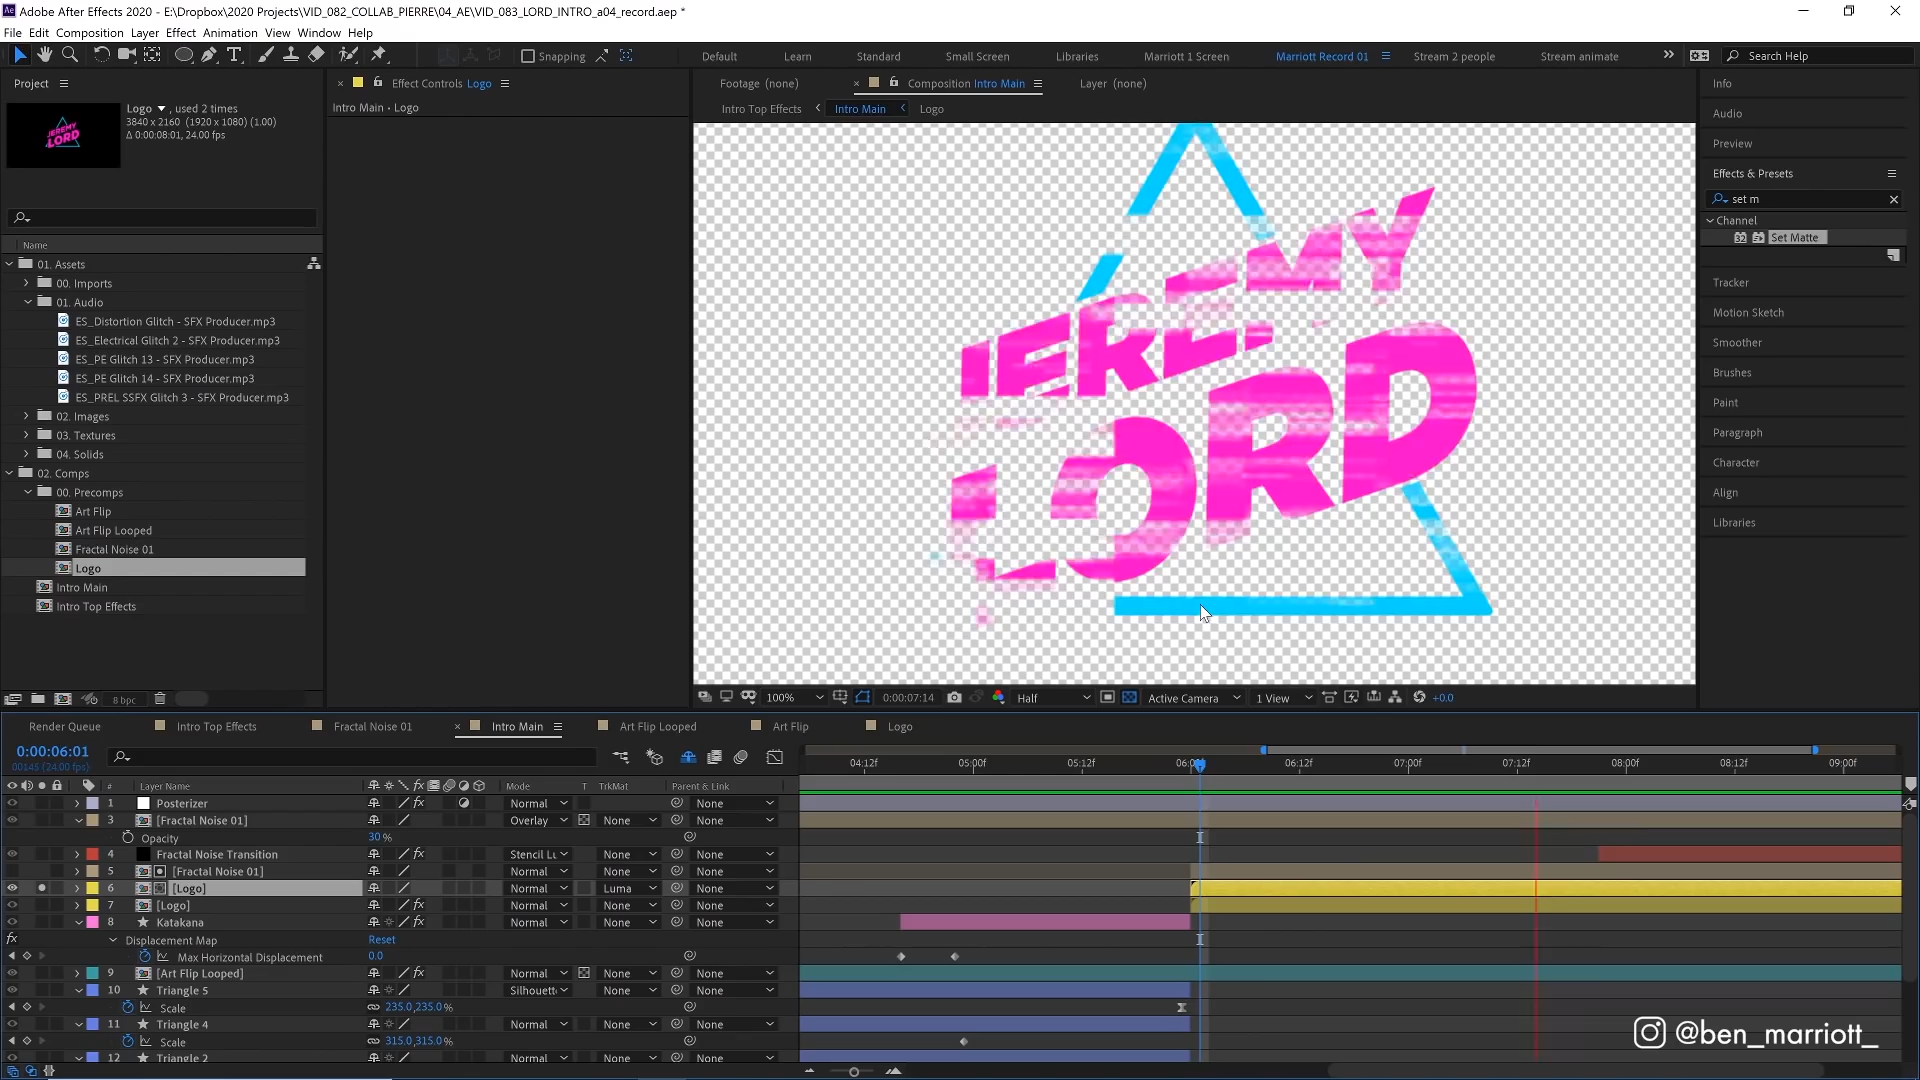 Adobe After Effects 2020 - E:\Dropbox\2020 Projects\VID_082_COLLAB_PIERRE\04_AE\VID_083_LORD_INTRO_a04_record.aep *
File Edit Composition Layer Effect Animation View Window Help
Snapping Default Learn Standard Small Screen Libraries Marriott 1 Screen Marriott Record 01 Stream 2 people Stream animate Search Help
Project
Logo , used 2 times
3840 x 2160 (1920 x 1080) (1.00)
Δ 0:00:08:01, 24.00 fps
Name
01. Assets
00. Imports
01. Audio
ES_Distortion Glitch - SFX Producer.mp3
ES_Electrical Glitch 2 - SFX Producer.mp3
ES_PE Glitch 13 - SFX Producer.mp3
ES_PE Glitch 14 - SFX Producer.mp3
ES_PREL SSFX Glitch 3 - SFX Producer.mp3
02. Images
03. Textures
04. Solids
02. Comps
00. Precomps
Art Flip
Art Flip Looped
Fractal Noise 01
Logo
Intro Main
Intro Top Effects
8 bpc
Effect Controls Logo
Intro Main • Logo
Footage (none) Composition Intro Main Layer (none)
Intro Top Effects Intro Main Logo
JEREMY
LORD
100% 0:00:07:14 Half Active Camera 1 View +0.0
Info
Audio
Preview
Effects & Presets
set m
Channel
32 Set Matte
Tracker
Motion Sketch
Smoother
Brushes
Paint
Paragraph
Character
Align
Libraries
Render Queue Intro Top Effects Fractal Noise 01 Intro Main Art Flip Looped Art Flip Logo
0:00:06:01
00145 (24.00 fps)
04:12f 05:00f 05:12f 06:12f 07:00f 07:12f 08:00f 08:12f 09:00f
# Layer Name Mode T TrkMat Parent & Link
1 Posterizer Normal None
3 [Fractal Noise 01] Overlay None None
Opacity 30 %
4 Fractal Noise Transition Stencil Lu None None
5 [Fractal Noise 01] Normal None None
6 [Logo] Normal Luma None
7 [Logo] Normal None None
8 Katakana Normal None None
fx Displacement Map Reset
Max Horizontal Displacement 0.0
9 [Art Flip Looped] Normal None None
10 Triangle 5 Silhouett None None
Scale 235.0,235.0 %
11 Triangle 4 Normal None None
Scale 315.0,315.0 %
12 Triangle 2 Normal None None
@ben_marriott_